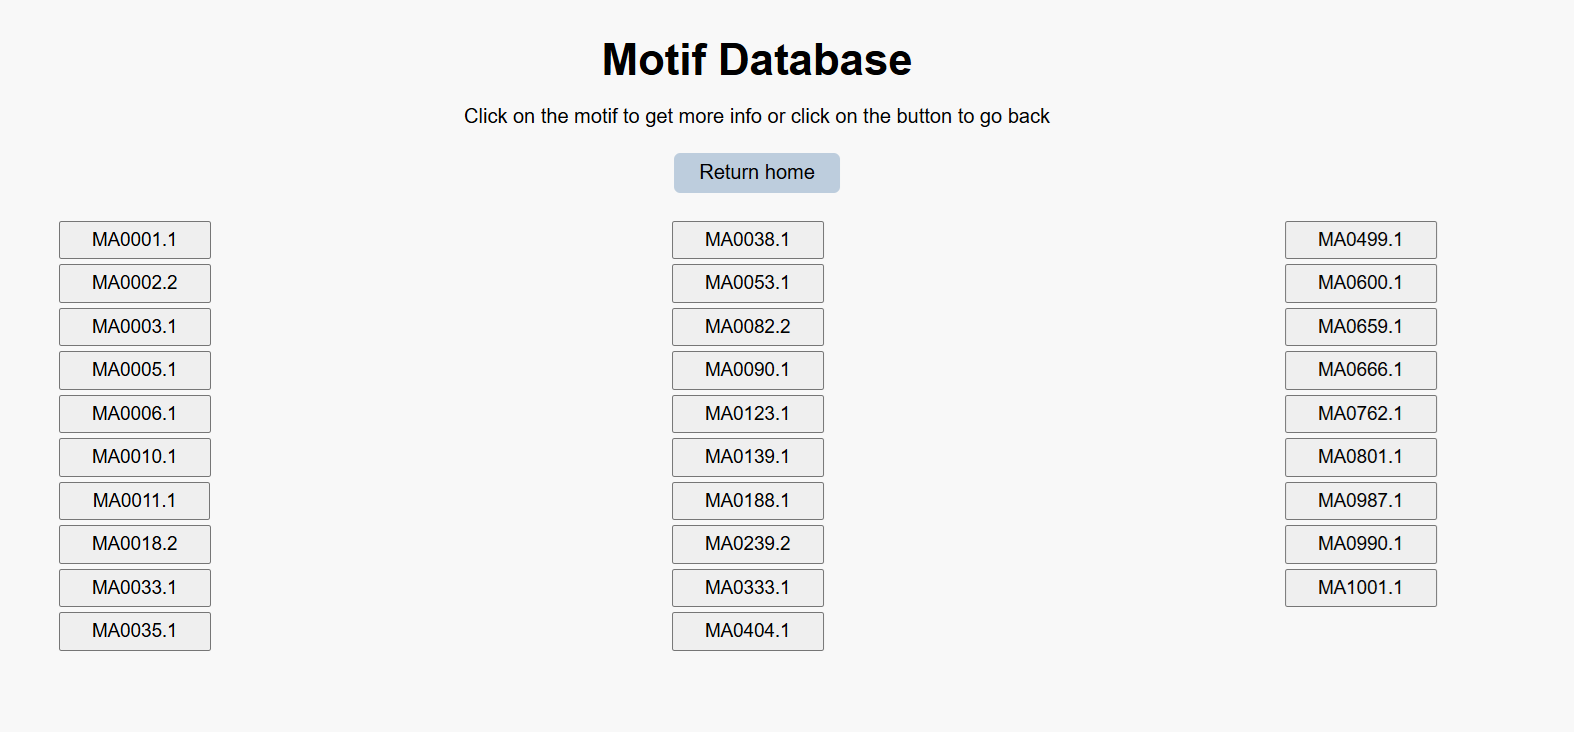 Motif Database
Click on the motif to get more info or click on the button to go back
Return home
MA0001.1
MA0002.2
MA0003.1
MA0005.1
MA0006.1
MA0010.1
MA0011.1
MA0018.2
MA0033.1
MA0035.1
MA0038.1
MA0053.1
MA0082.2
MA0090.1
MA0123.1
MA0139.1
MA0188.1
MA0239.2
MA0333.1
MA0404.1
MA0499.1
MA0600.1
MA0659.1
MA0666.1
MA0762.1
MA0801.1
MA0987.1
MA0990.1
MA1001.1